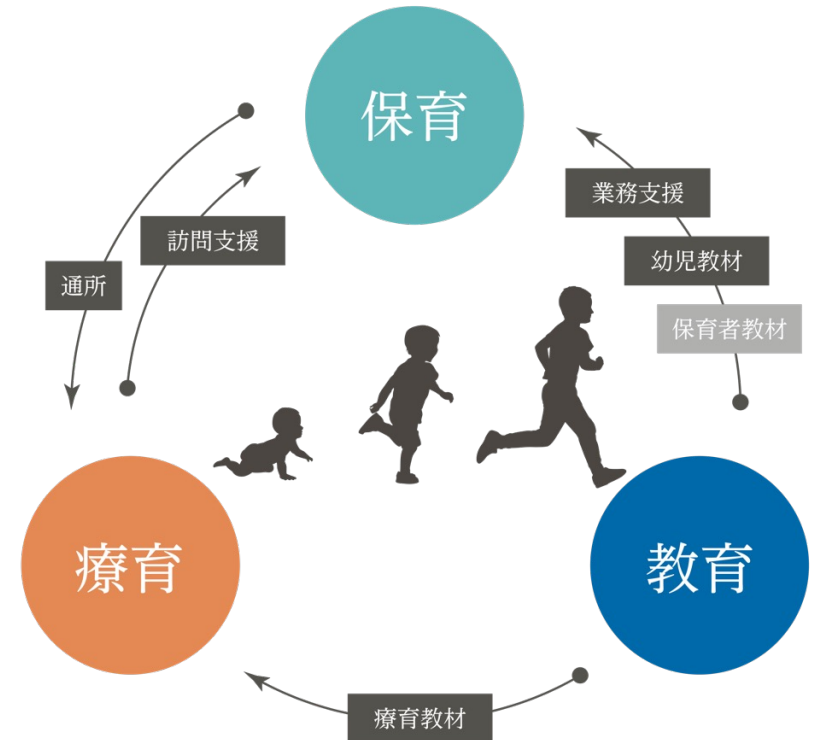 保育
業務支援
訪問支援
幼児教材
通所
保育者教材
療育
教育
療育教材